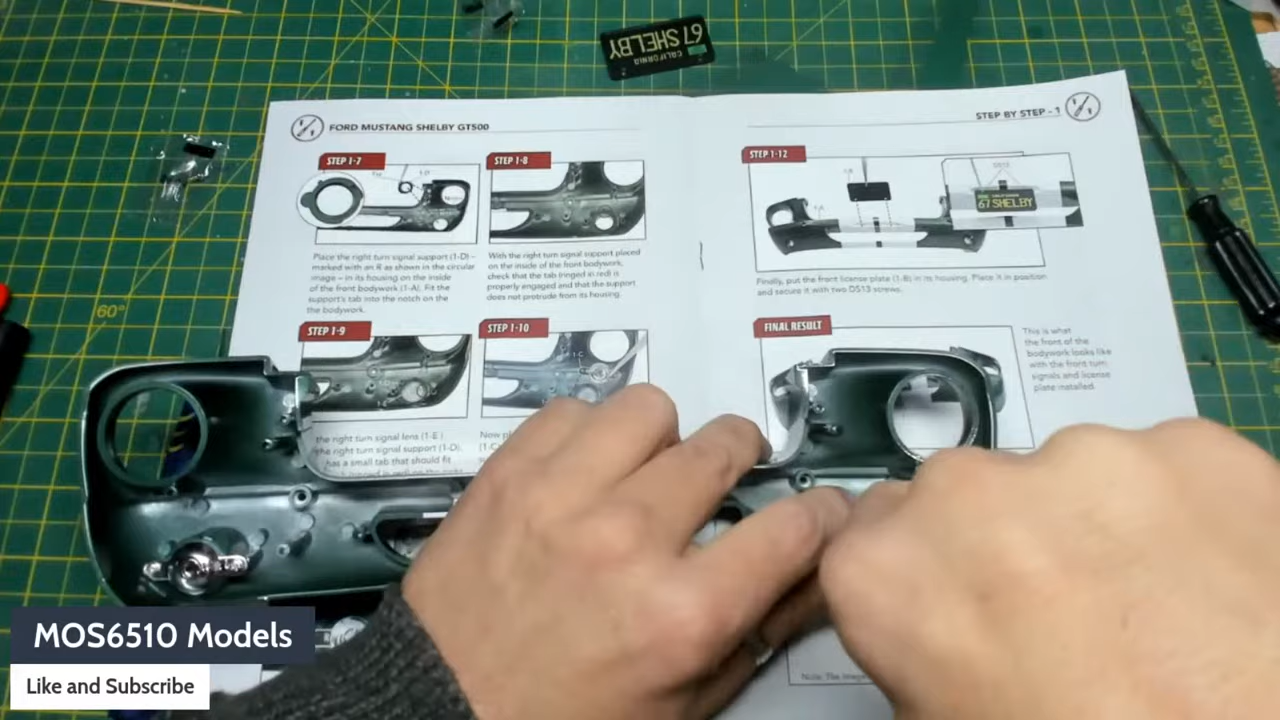 67 SHELBY
CALIFORNIA
FORD MUSTANG SHELBY GT500
STEP 1-7
Place the right turn signal support (1-D) –
marked with an R as shown in the circular
image – in its housing on the inside
of the front bodywork (1-A). Fit the
support's tab into the notch on the
the bodywork.
STEP 1-8
With the right turn signal support placed
on the inside of the front bodywork,
check that the tab (ringed in red) is
properly engaged and that the support
does not protrude from its housing.
STEP 1-9
the right turn signal lens (1-E)
the right turn signal support (1-D).
has a small tab that should fit
STEP 1-10
1-C
Now
STEP BY STEP - 1
STEP 1-12
67 SHELBY
Finally, put the front license plate (1-B) in its housing. Place it in position
and secure it with two DS13 screws.
FINAL RESULT
This is what
the front of the
bodywork looks like
with the front turn
signals and license
plate installed.
Note: The
60°
MOS6510 Models
Like and Subscribe